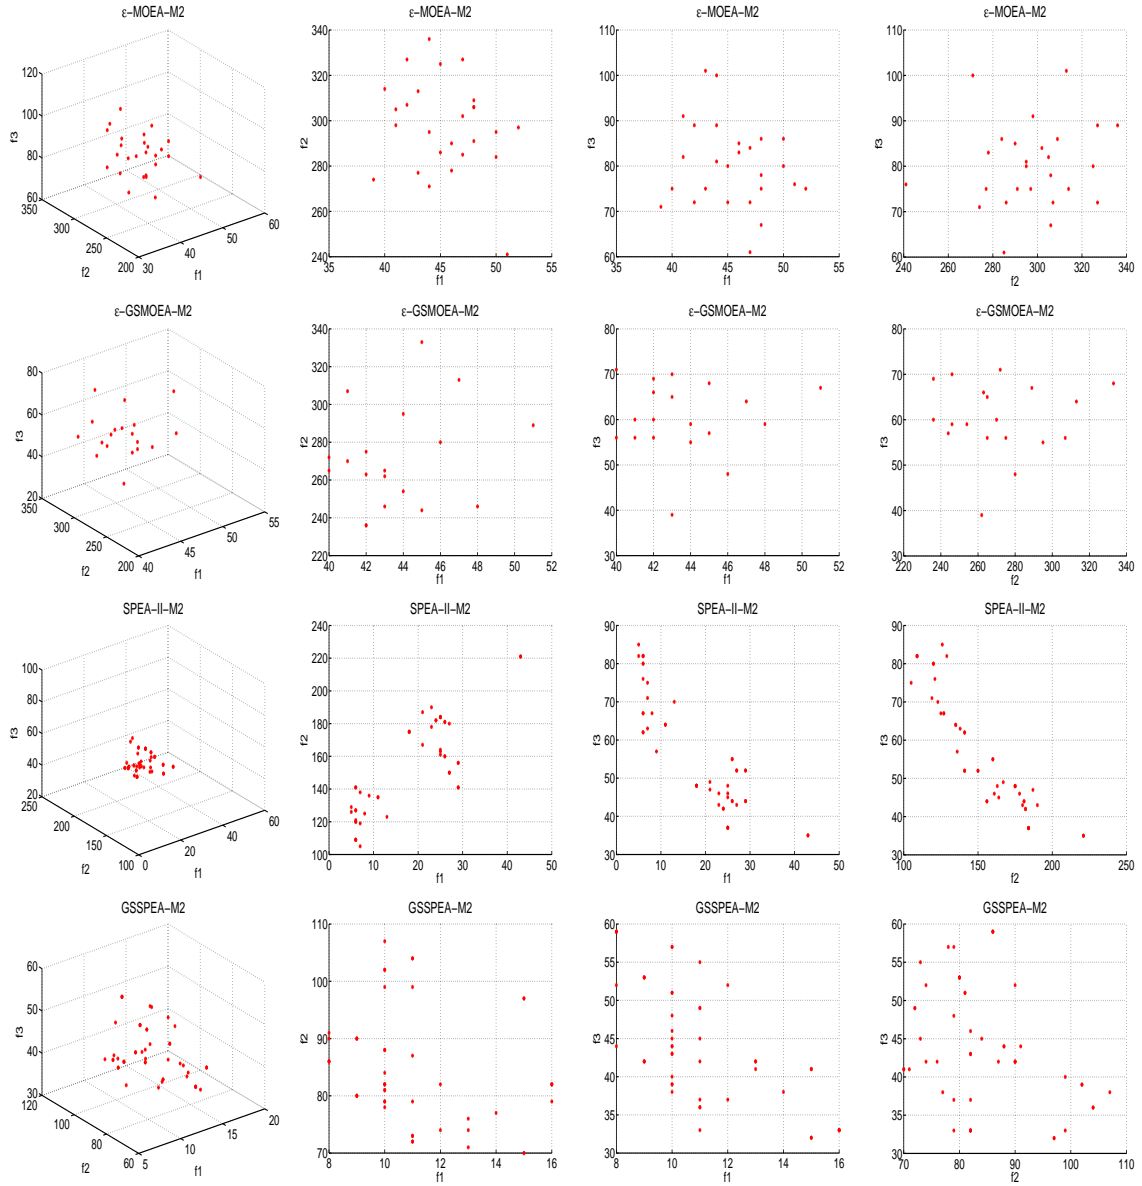 ε−MOEA−M2 ε−MOEA−M2 ε−MOEA−M2 ε−MOEA−M2
120 100 80 60 f3
350 300 250 200 f2
30 40 50 60 f1
340 320 300 280 260 240 f2
35 40 45 50 55 f1
110 100 90 80 70 60 f3
35 40 45 50 55 f1
110 100 90 80 70 60 f3
240 260 280 300 320 340 f2
ε−GSMOEA−M2 ε−GSMOEA−M2 ε−GSMOEA−M2 ε−GSMOEA−M2
80 60 40 20 f3
350 300 250 200 f2
40 45 50 55 f1
340 320 300 280 260 240 220 f2
40 42 44 46 48 50 52 f1
80 70 60 50 40 30 f3
40 42 44 46 48 50 52 f1
80 70 60 50 40 30 f3
220 240 260 280 300 320 340 f2
SPEA−II−M2 SPEA−II−M2 SPEA−II−M2 SPEA−II−M2
100 80 60 40 20 f3
250 200 150 100 f2
0 20 40 60 f1
240 220 200 180 160 140 120 100 f2
0 10 20 30 40 50 f1
90 80 70 60 50 40 30 f3
0 10 20 30 40 50 f1
90 80 70 60 50 40 30 f3
100 150 200 250 f2
GSSPEA−M2 GSSPEA−M2 GSSPEA−M2 GSSPEA−M2
60 50 40 30 f3
120 100 80 60 f2
5 10 15 20 f1
110 100 90 80 70 f2
8 10 12 14 16 f1
60 55 50 45 40 35 30 f3
8 10 12 14 16 f1
60 55 50 45 40 35 30 f3
70 80 90 100 110 f2